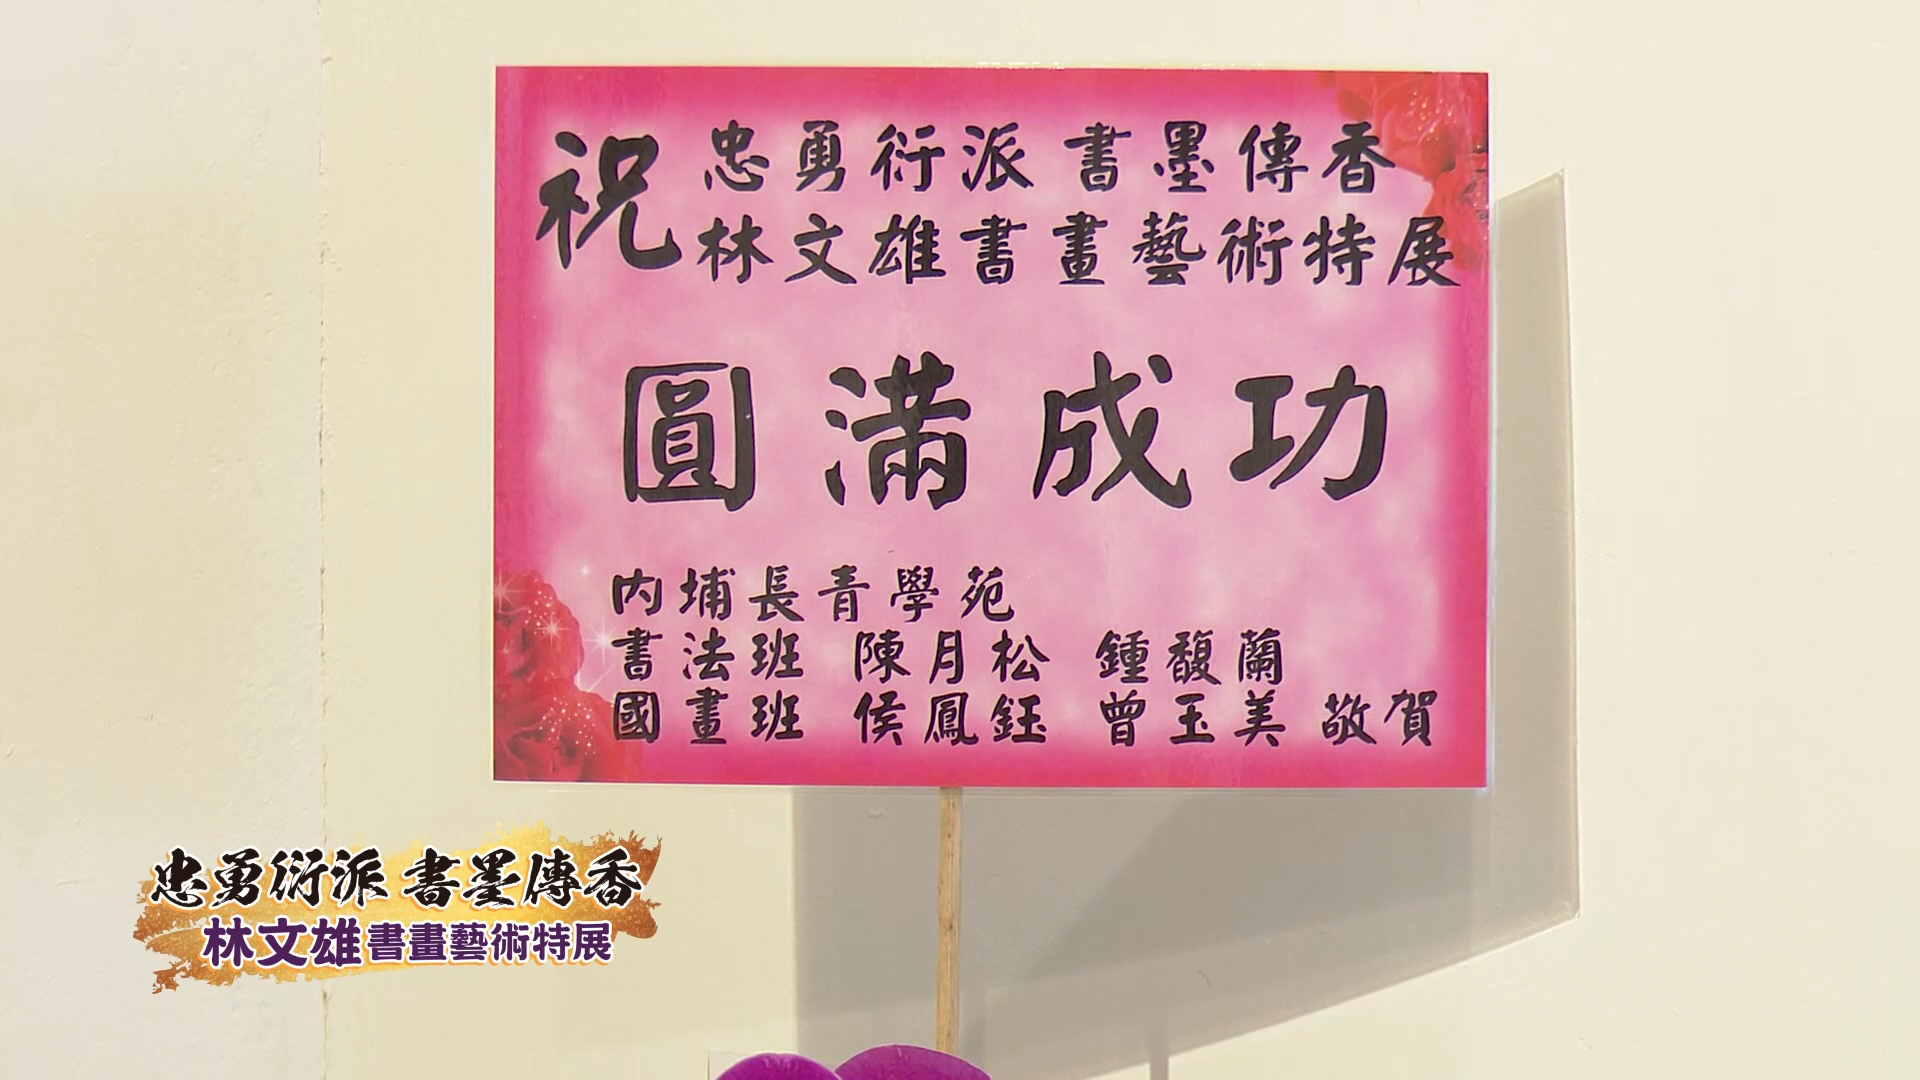 祝 忠勇衍派 書墨傳香
林文雄書畫藝術特展
圓滿成功
內埔長青學苑
書法班 陳月松 鍾馥蘭
國畫班 侯鳳鈺 曾玉美 敬賀
忠勇衍派 書墨傳香
林文雄書畫藝術特展